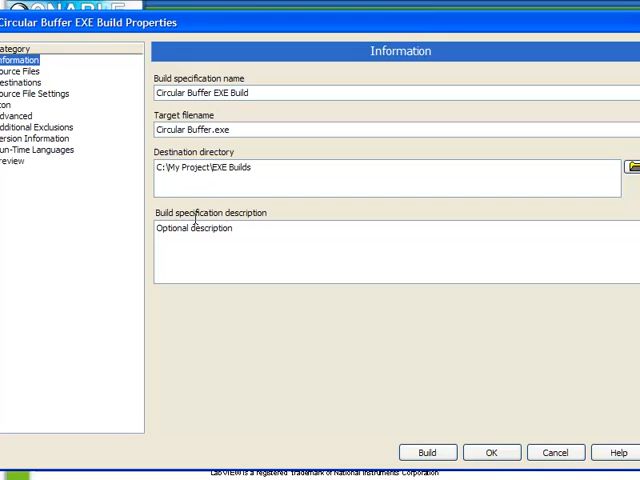 Circular Buffer EXE Build Properties
ategory
nformation
ource Files
estinations
ource File Settings
con
dvanced
dditional Exclusions
ersion Information
un-Time Languages
review
Information
Build specification name
Circular Buffer EXE Build
Target filename
Circular Buffer.exe
Destination directory
C:\My Project\EXE Builds
Build specification description
Optional description
Build
OK
Cancel
Help
LabVIEW is a registered trademark of National Instruments Corporation